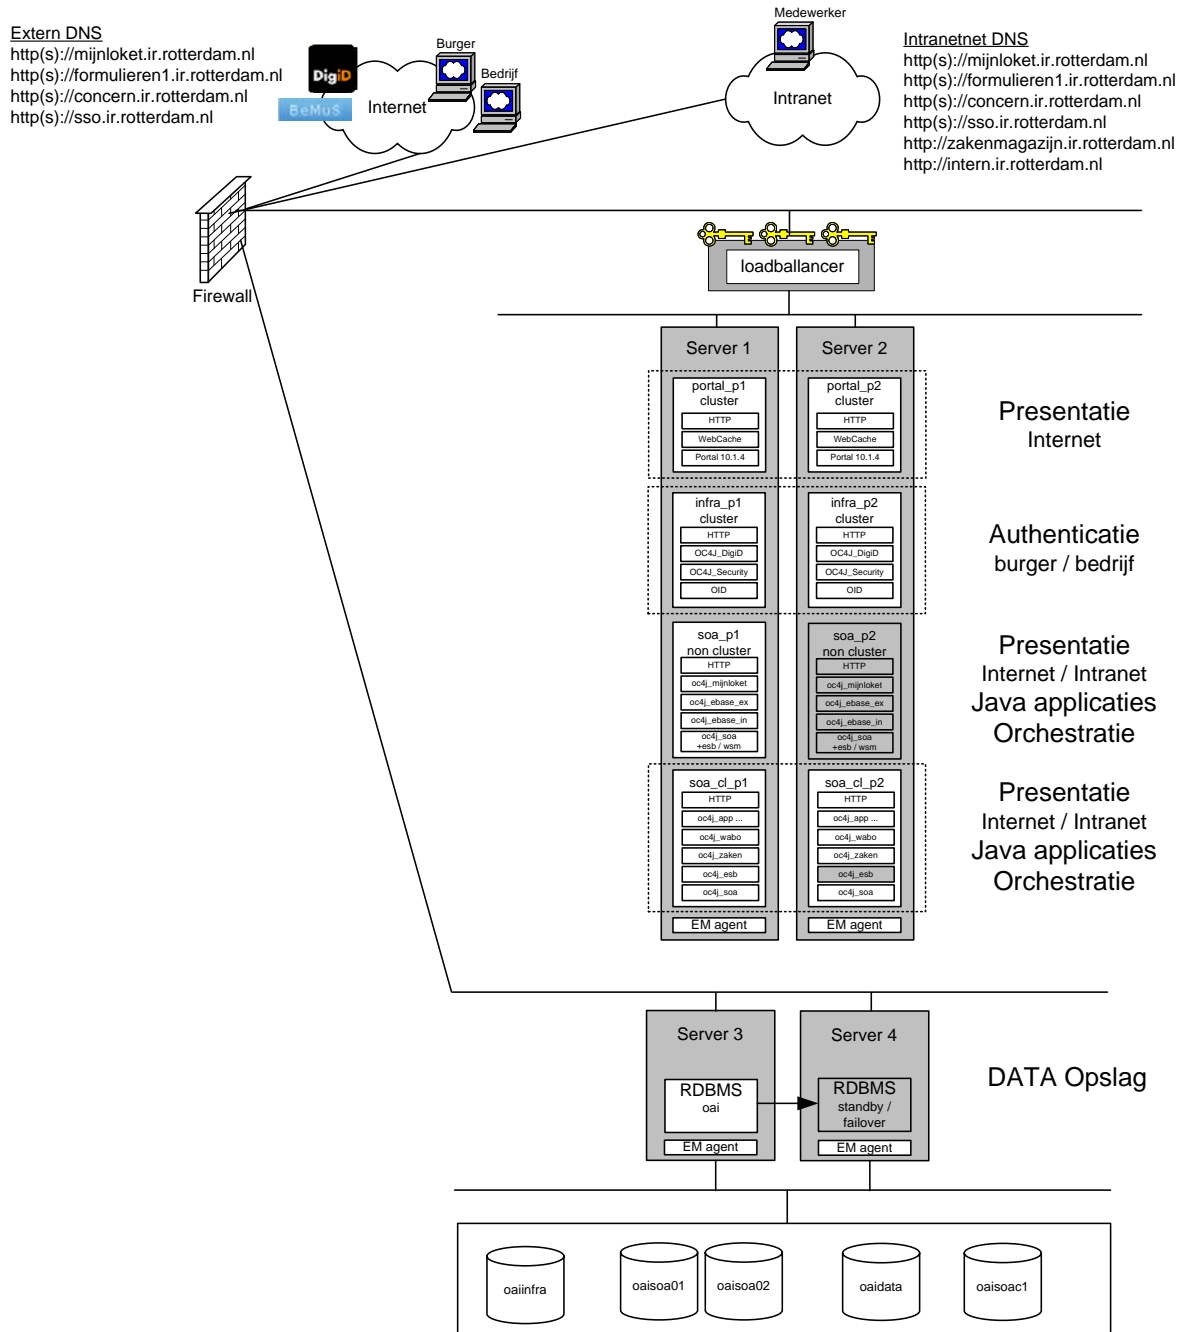 Extern DNS
http(s)://mijnloket.ir.rotterdam.nl
http(s)://formulieren1.ir.rotterdam.nl
http(s)://concern.ir.rotterdam.nl
http(s)://sso.ir.rotterdam.nl
DigiD
BeMuS
Internet
Burger
Bedrijf
Medewerker
Intranet
Intranetnet DNS
http(s)://mijnloket.ir.rotterdam.nl
http(s)://formulieren1.ir.rotterdam.nl
http(s)://concern.ir.rotterdam.nl
http(s)://sso.ir.rotterdam.nl
http://zakenmagazijn.ir.rotterdam.nl
http://intern.ir.rotterdam.nl
Firewall
loadballancer
Server 1
portal_p1
cluster
HTTP
WebCache
Portal 10.1.4
infra_p1
cluster
HTTP
OC4J_DigiD
OC4J_Security
OID
soa_p1
non cluster
HTTP
oc4j_mijnloket
oc4j_ebase_ex
oc4j_ebase_in
oc4j_soa
+esb / wsm
soa_cl_p1
HTTP
oc4j_app ...
oc4j_wabo
oc4j_zaken
oc4j_esb
oc4j_soa
EM agent
Server 2
portal_p2
cluster
HTTP
WebCache
Portal 10.1.4
infra_p2
cluster
HTTP
OC4J_DigiD
OC4J_Security
OID
soa_p2
non cluster
HTTP
oc4j_mijnloket
oc4j_ebase_ex
oc4j_ebase_in
oc4j_soa
+esb / wsm
soa_cl_p2
HTTP
oc4j_app ...
oc4j_wabo
oc4j_zaken
oc4j_esb
oc4j_soa
EM agent
Presentatie
Internet
Authenticatie
burger / bedrijf
Presentatie
Internet / Intranet
Java applicaties
Orchestratie
Presentatie
Internet / Intranet
Java applicaties
Orchestratie
Server 3
RDBMS
oai
EM agent
Server 4
RDBMS
standby /
failover
EM agent
DATA Opslag
oaiinfra
oaisoa01
oaisoa02
oaidata
oaisoac1